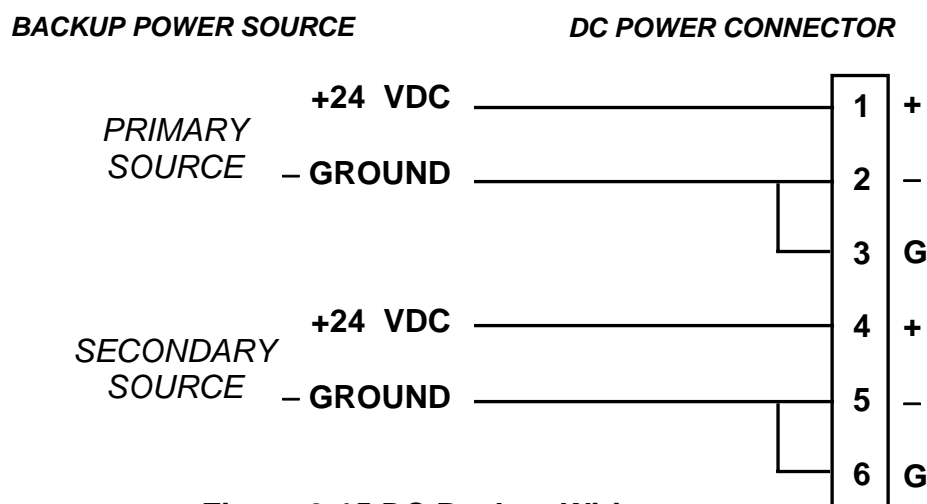 BACKUP POWER SOURCE DC POWER CONNECTOR
+24 VDC 1 +
PRIMARY
SOURCE
– GROUND 2 –
3 G
+24 VDC 4 +
SECONDARY
SOURCE
– GROUND 5 –
6 G